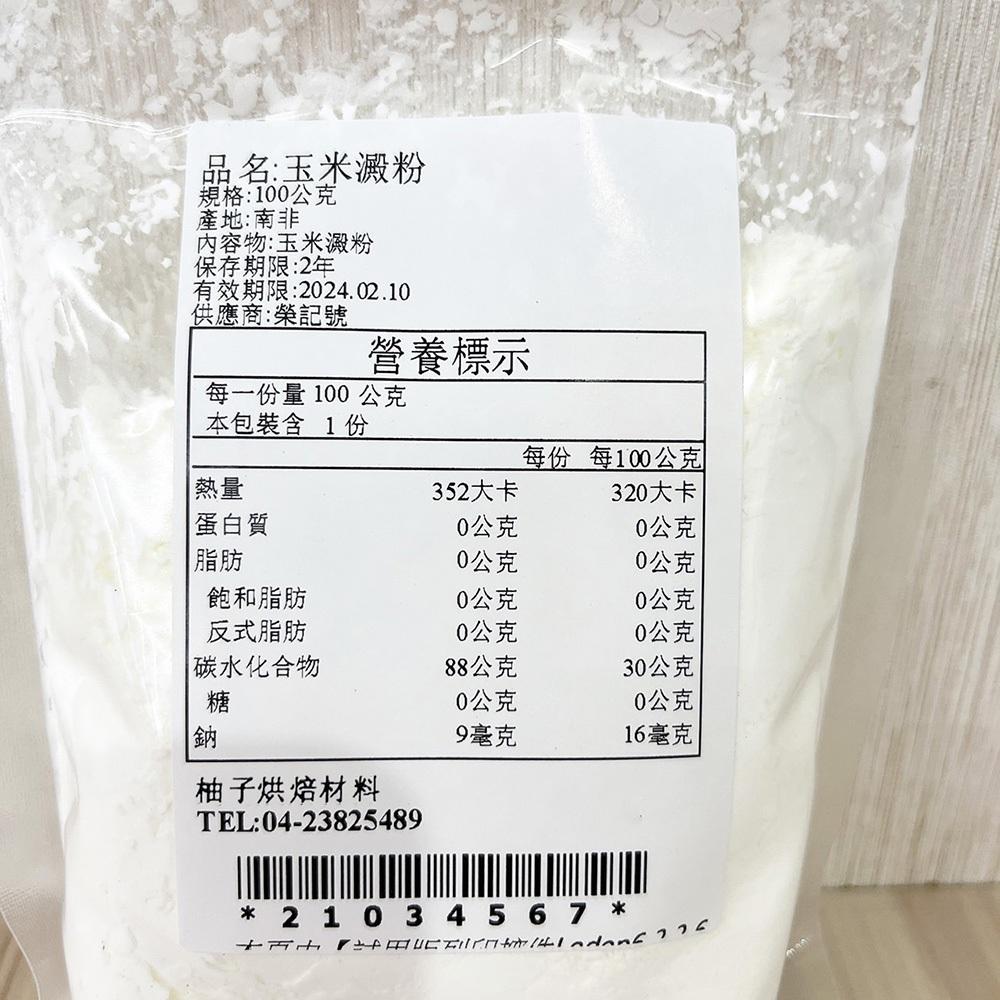 品名:玉米澱粉
規格:100公克
產地:南非
內容物:玉米澱粉
保存期限:2年
有效期限:2024.02.10
供應商:榮記號
營養標示
每一份量 100 公克
本包裝含 1 份
每份 每100公克
熱量 352大卡 320大卡
蛋白質 0公克 0公克
脂肪 0公克 0公克
飽和脂肪 0公克 0公克
反式脂肪 0公克 0公克
碳水化合物 88公克 30公克
糖 0公克 0公克
鈉 9毫克 16毫克
柚子烘焙材料
TEL:04-23825489
*21034567*